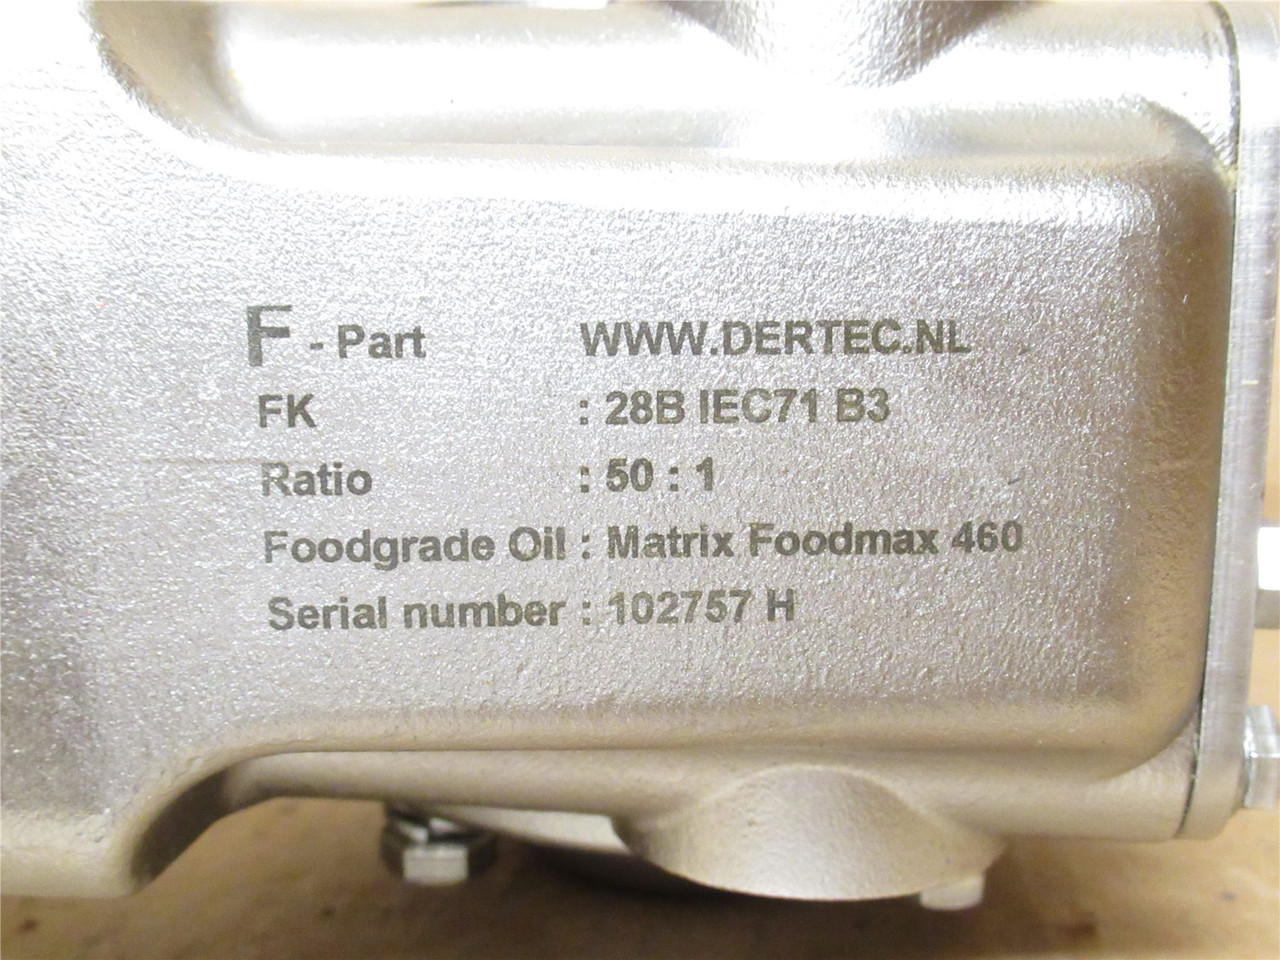 F - Part WWW.DERTEC.NL
FK : 28B IEC71 B3
Ratio : 50 : 1
Foodgrade Oil : Matrix Foodmax 460
Serial number : 102757 H